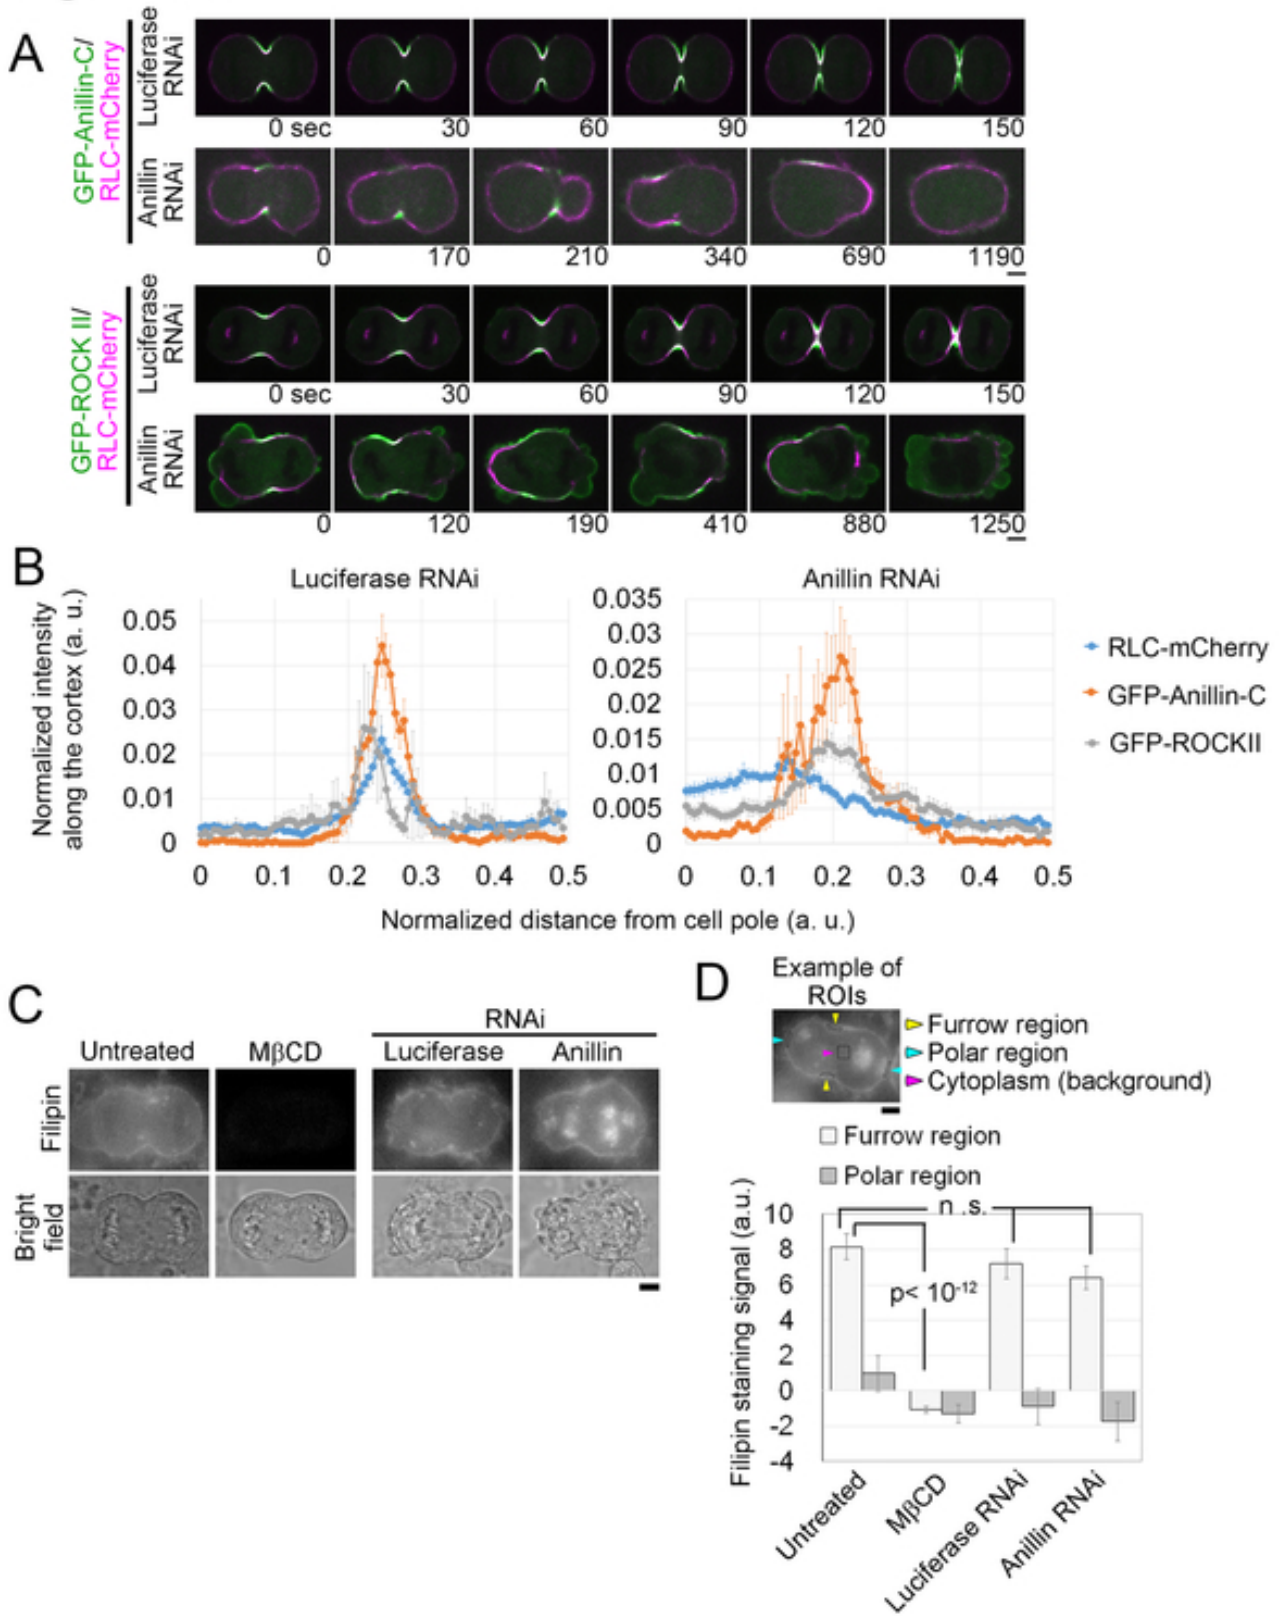 A
GFP-Anillin-C/
RLC-mCherry
Luciferase
RNAi
0 sec 30 60 90 120 150
Anillin
RNAi
0 170 210 340 690 1190
GFP-ROCK II/
RLC-mCherry
Luciferase
RNAi
0 sec 30 60 90 120 150
Anillin
RNAi
0 120 190 410 880 1250
B
Luciferase RNAi
Anillin RNAi
Normalized intensity
along the cortex (a. u.)
0.05
0.04
0.03
0.02
0.01
0
0 0.1 0.2 0.3 0.4 0.5
0.035
0.03
0.025
0.02
0.015
0.01
0.005
0
0 0.1 0.2 0.3 0.4 0.5
RLC-mCherry
GFP-Anillin-C
GFP-ROCKII
Normalized distance from cell pole (a. u.)
C
RNAi
Untreated MβCD Luciferase Anillin
Filipin
Bright
field
D
Example of
ROIs
Furrow region
Polar region
Cytoplasm (background)
Furrow region
Polar region
Filipin staining signal (a.u.)
10
8
6
4
2
0
-2
-4
n .s.
p< 10⁻¹²
Untreated
MβCD
Luciferase RNAi
Anillin RNAi